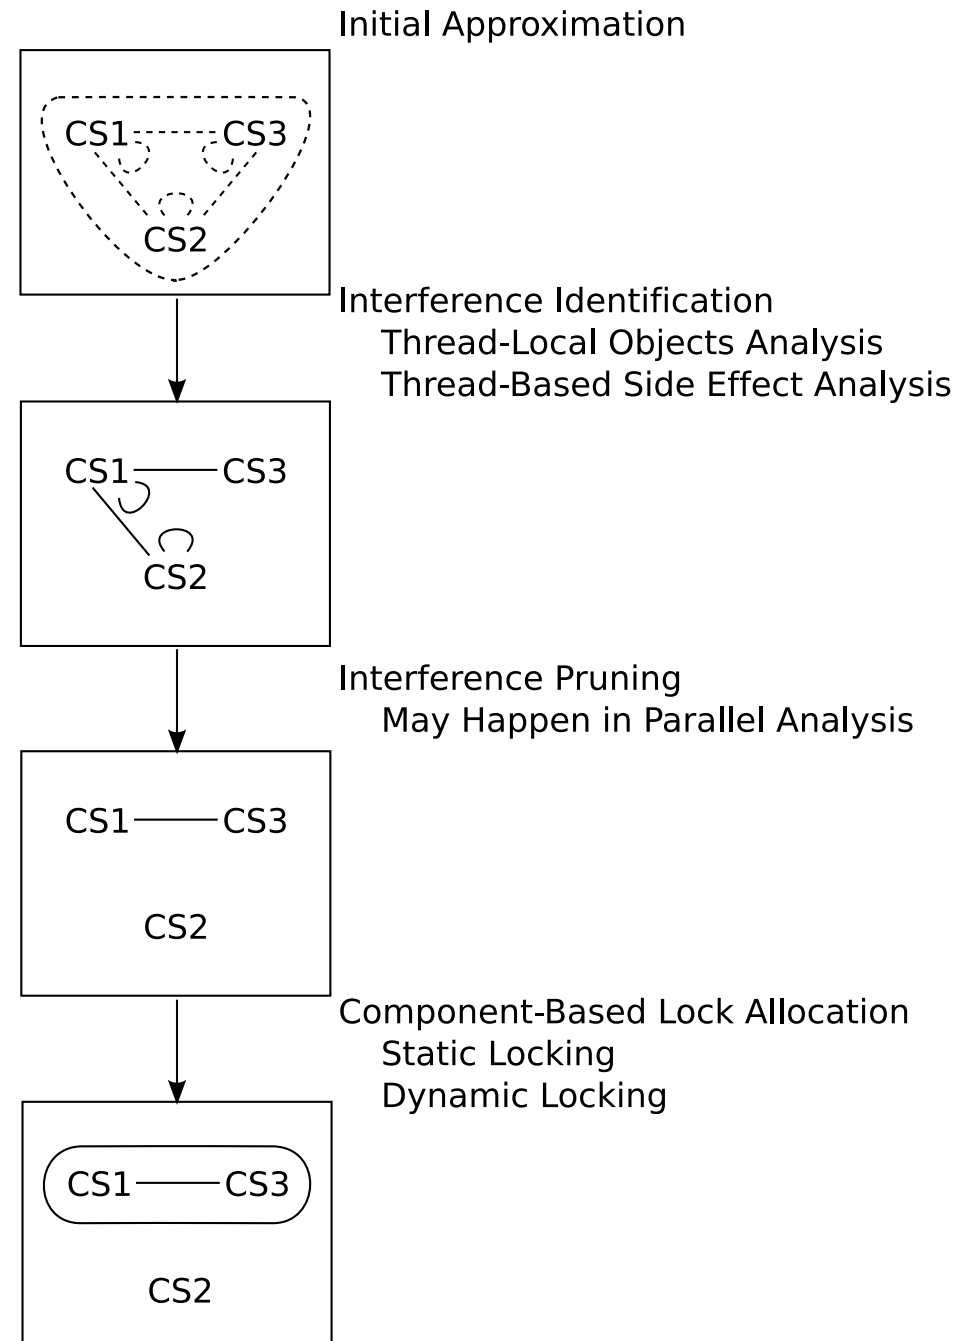 Initial Approximation
CS1 CS3
CS2
Interference Identification
Thread-Local Objects Analysis
Thread-Based Side Effect Analysis
CS1 CS3
CS2
Interference Pruning
May Happen in Parallel Analysis
CS1 CS3
CS2
Component-Based Lock Allocation
Static Locking
Dynamic Locking
CS1 CS3
CS2